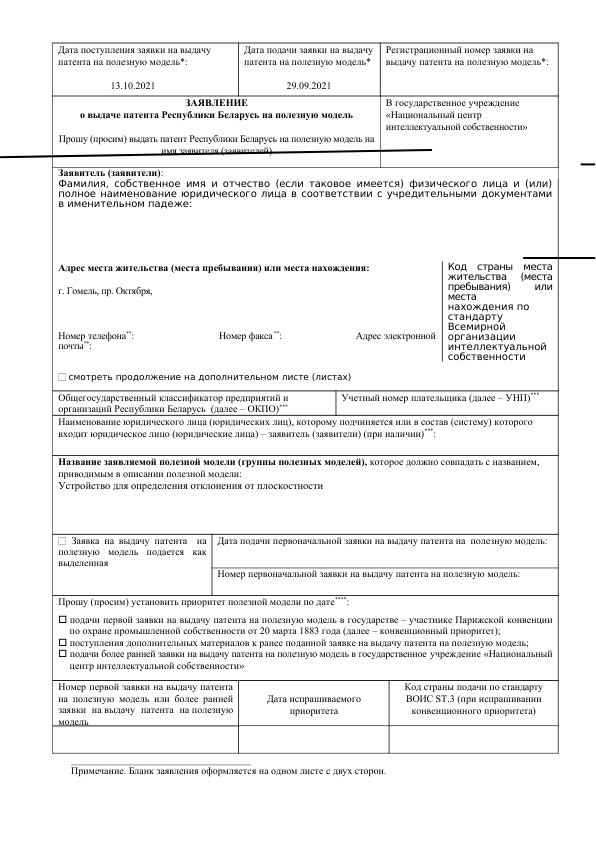 Дата поступления заявки на выдачу
патента на полезную модель*:
13.10.2021
Дата подачи заявки на выдачу
патента на полезную модель*
29.09.2021
Регистрационный номер заявки на
выдачу патента на полезную модель*:
ЗАЯВЛЕНИЕ
о выдаче патента Республики Беларусь на полезную модель
Прошу (просим) выдать патент Республики Беларусь на полезную модель на
имя заявителя (заявителей)
В государственное учреждение
«Национальный центр
интеллектуальной собственности»
Заявитель (заявители):
Фамилия, собственное имя и отчество (если таковое имеется) физического лица и (или)
полное наименование юридического лица в соответствии с учредительными документами
в именительном падеже:
Адрес места жительства (места пребывания) или места нахождения:
г. Гомель, пр. Октября,
Номер телефона**: Номер факса**: Адрес электронной
почты**:
Код страны места
жительства (места
пребывания) или
места
нахождения по
стандарту
Всемирной
организации
интеллектуальной
собственности
смотреть продолжение на дополнительном листе (листах)
Общегосударственный классификатор предприятий и
организаций Республики Беларусь (далее – ОКПО)***
Учетный номер плательщика (далее – УНП)***
Наименование юридического лица (юридических лиц), которому подчиняется или в состав (систему) которого
входит юридическое лицо (юридические лица) – заявитель (заявители) (при наличии)***:
Название заявляемой полезной модели (группы полезных моделей), которое должно совпадать с названием,
приводимым в описании полезной модели:
Устройство для определения отклонения от плоскостности
Заявка на выдачу патента на
полезную модель подается как
выделенная
Дата подачи первоначальной заявки на выдачу патента на полезную модель:
Номер первоначальной заявки на выдачу патента на полезную модель:
Прошу (просим) установить приоритет полезной модели по дате****:
подачи первой заявки на выдачу патента на полезную модель в государстве – участнике Парижской конвенции
по охране промышленной собственности от 20 марта 1883 года (далее – конвенционный приоритет);
поступления дополнительных материалов к ранее поданной заявке на выдачу патента на полезную модель;
подачи более ранней заявки на выдачу патента на полезную модель в государственное учреждение «Национальный
центр интеллектуальной собственности»
Номер первой заявки на выдачу патента
на полезную модель или более ранней
заявки на выдачу патента на полезную
модель
Дата испрашиваемого
приоритета
Код страны подачи по стандарту
ВОИС ST.3 (при испрашивании
конвенционного приоритета)
Примечание. Бланк заявления оформляется на одном листе с двух сторон.